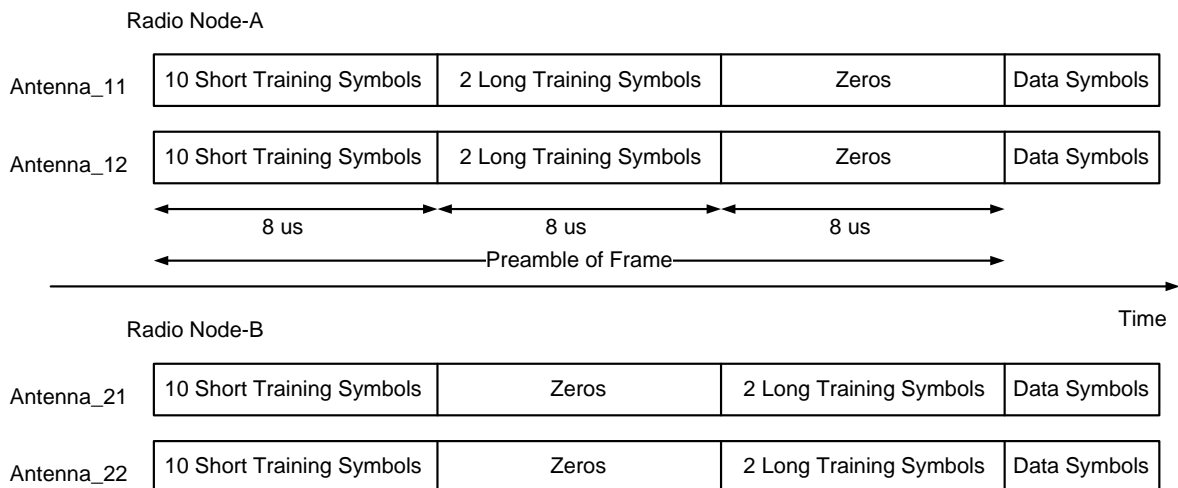 Radio Node-A
Antenna_11 10 Short Training Symbols 2 Long Training Symbols Zeros Data Symbols
Antenna_12 10 Short Training Symbols 2 Long Training Symbols Zeros Data Symbols
8 us 8 us 8 us
Preamble of Frame
Time
Radio Node-B
Antenna_21 10 Short Training Symbols Zeros 2 Long Training Symbols Data Symbols
Antenna_22 10 Short Training Symbols Zeros 2 Long Training Symbols Data Symbols